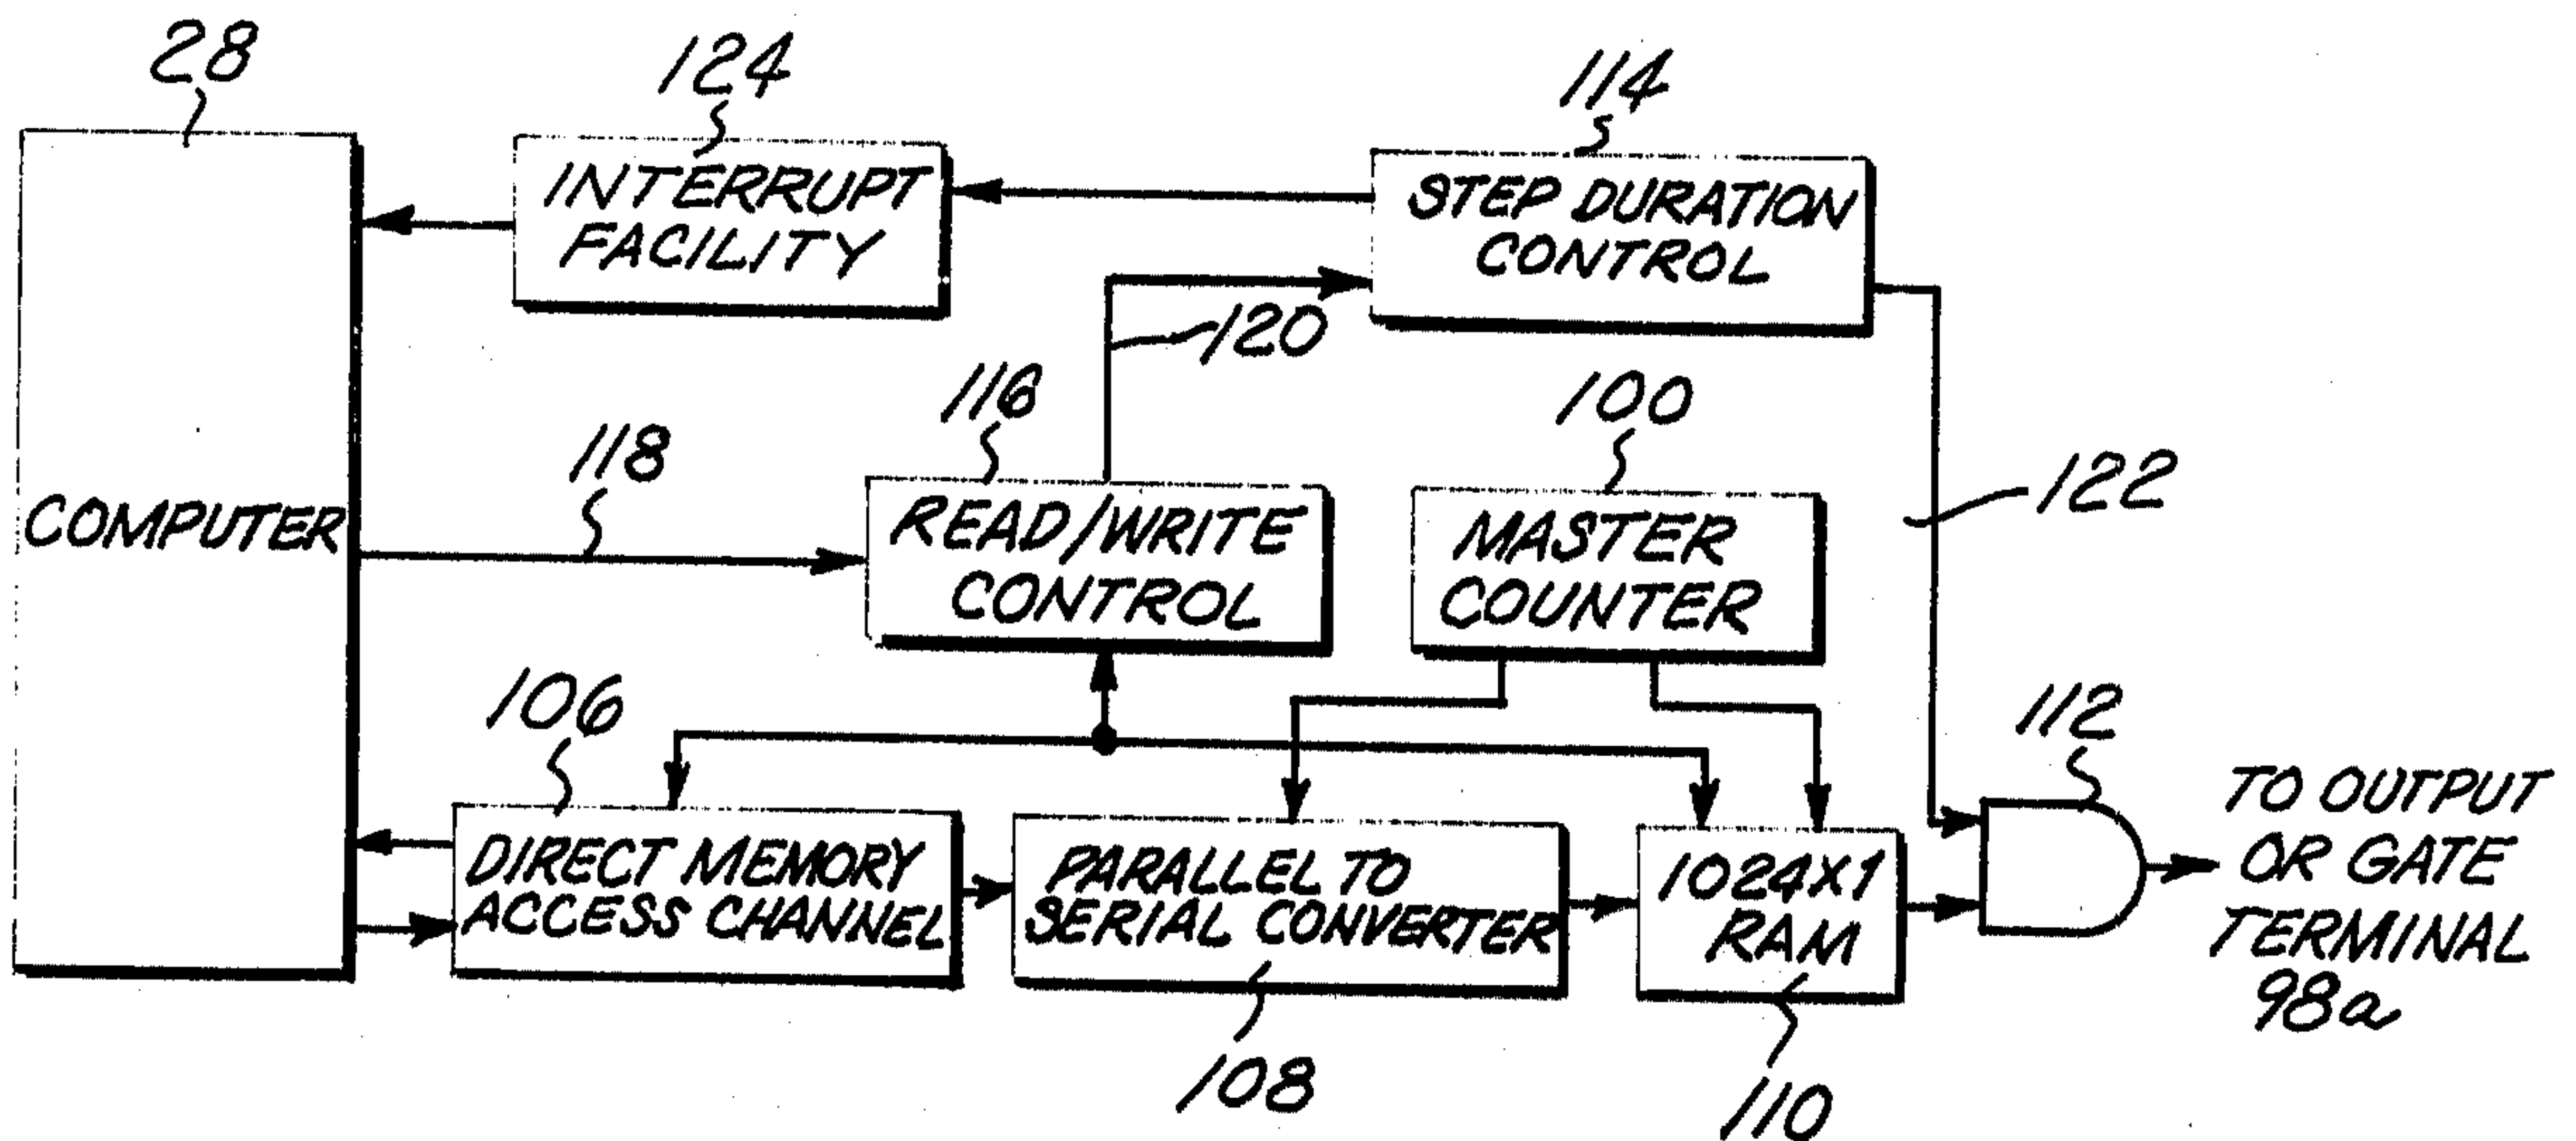 28
124
114
INTERRUPT
FACILITY
STEP DURATION
CONTROL
120
116
100
118
122
COMPUTER
READ/WRITE
CONTROL
MASTER
COUNTER
106
112
DIRECT MEMORY
ACCESS CHANNEL
PARALLEL TO
SERIAL CONVERTER
1024X1
RAM
TO OUTPUT
OR GATE
TERMINAL
98a
108
110